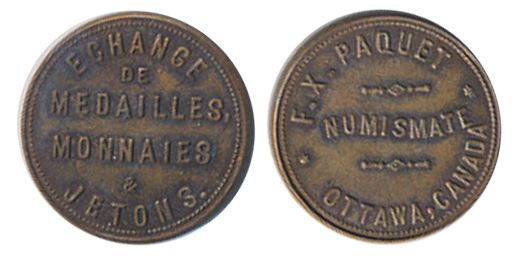 ECHANGE
DE
MEDAILLES,
MONNAIES
&
JETONS.
F. X. PAQUET
NUMISMATE
OTTAWA, CANADA